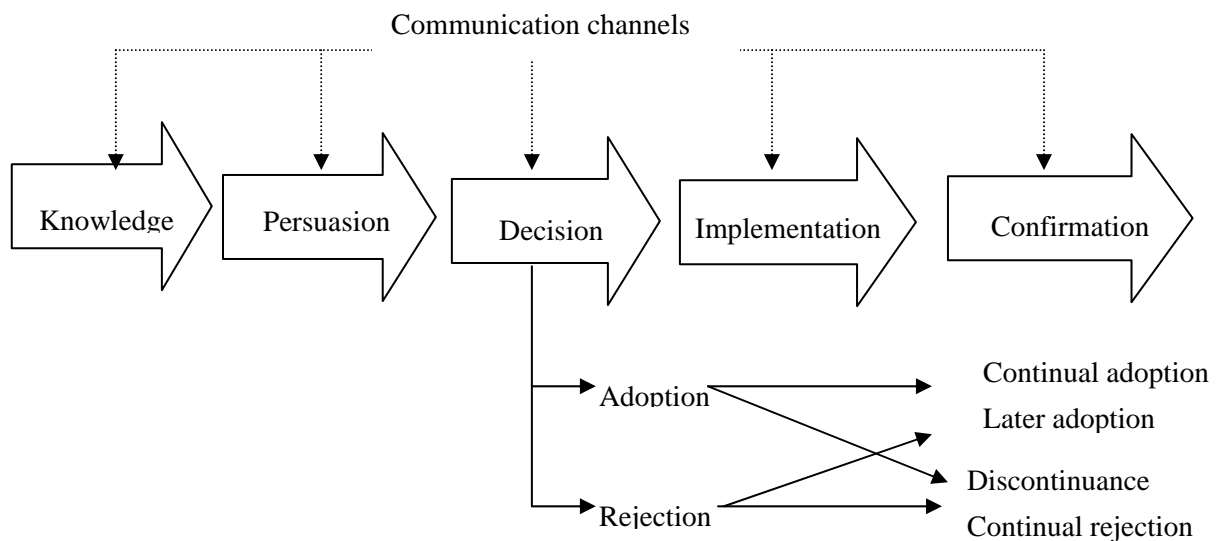 Communication channels
Knowledge
Persuasion
Decision
Implementation
Confirmation
Adoption
Continual adoption
Later adoption
Discontinuance
Rejection
Continual rejection